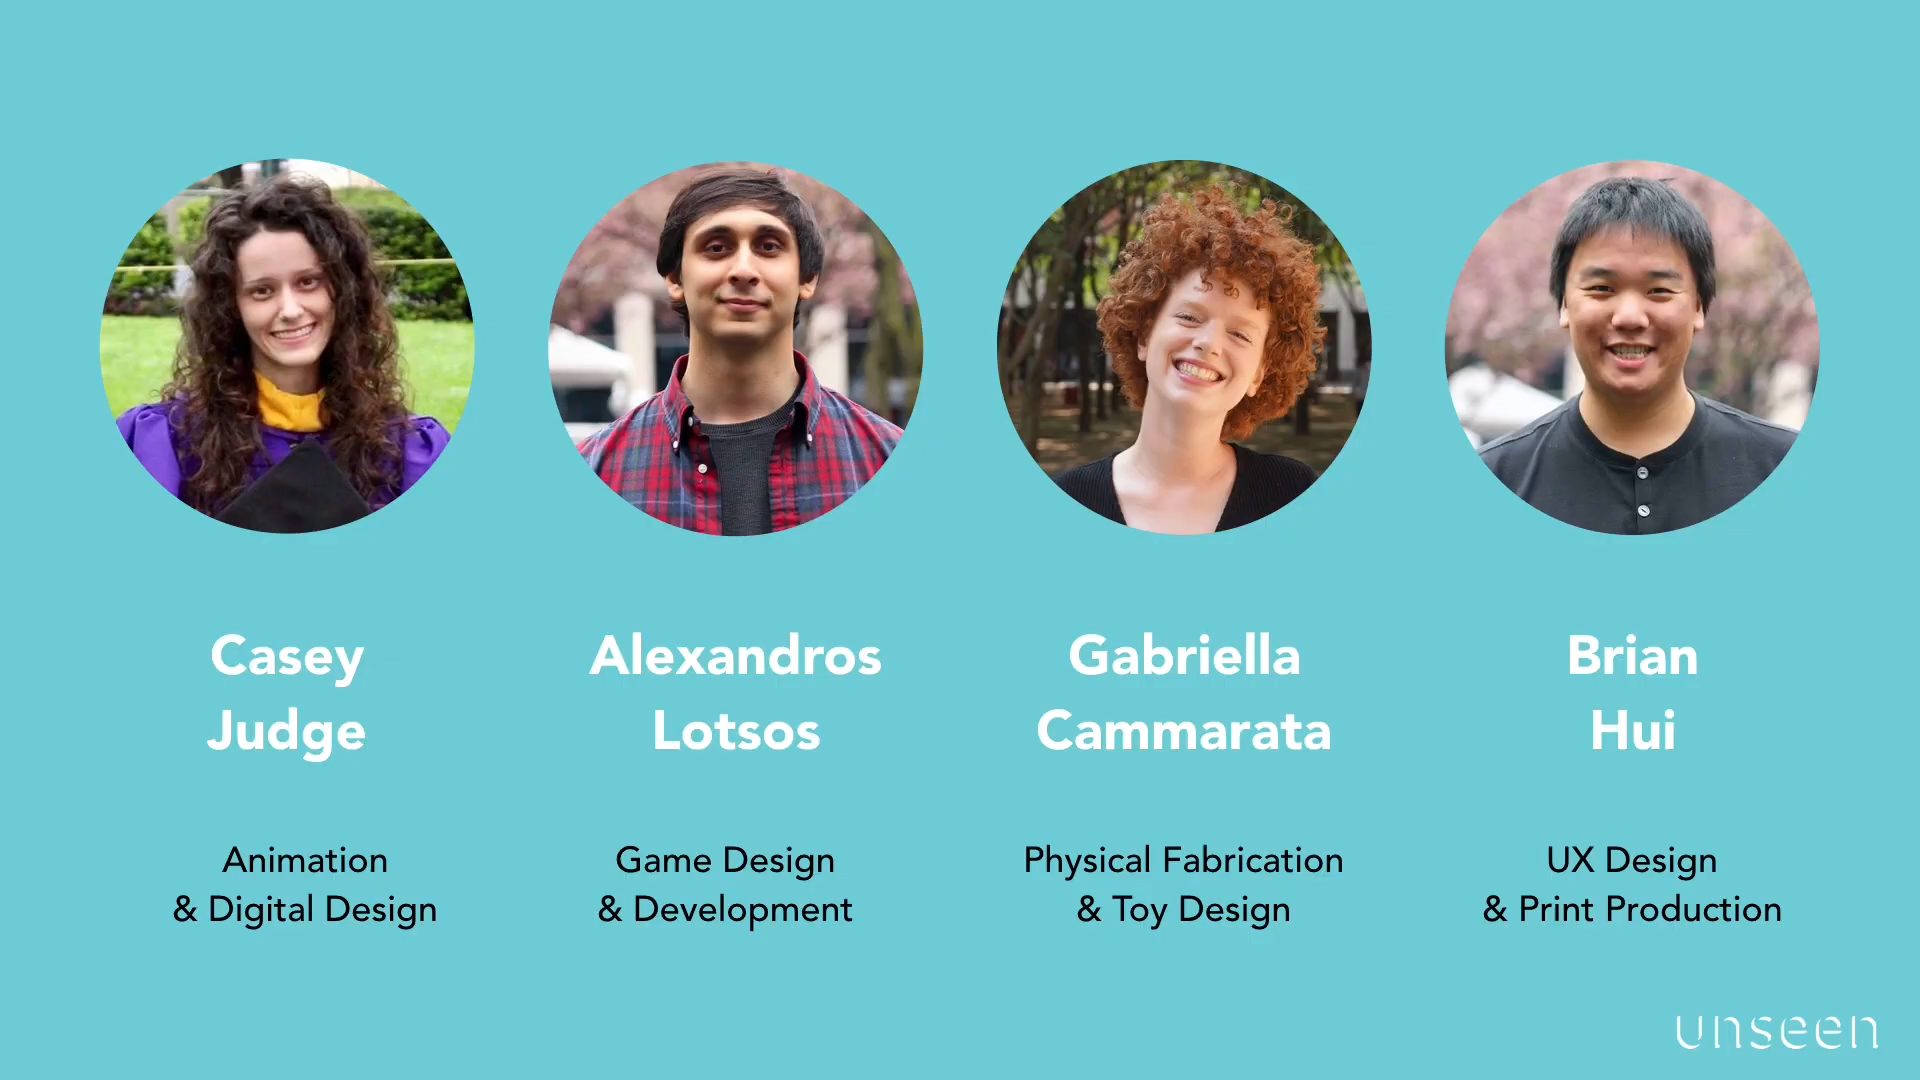 Casey
Judge
Animation
& Digital Design
Alexandros
Lotsos
Game Design
& Development
Gabriella
Cammarata
Physical Fabrication
& Toy Design
Brian
Hui
UX Design
& Print Production
unseen